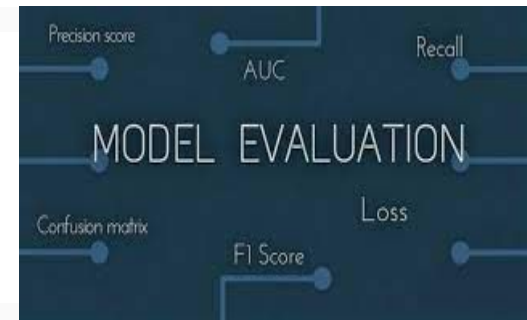 Precision score
AUC
Recall
MODEL EVALUATION
Loss
Confusion matrix
F1 Score